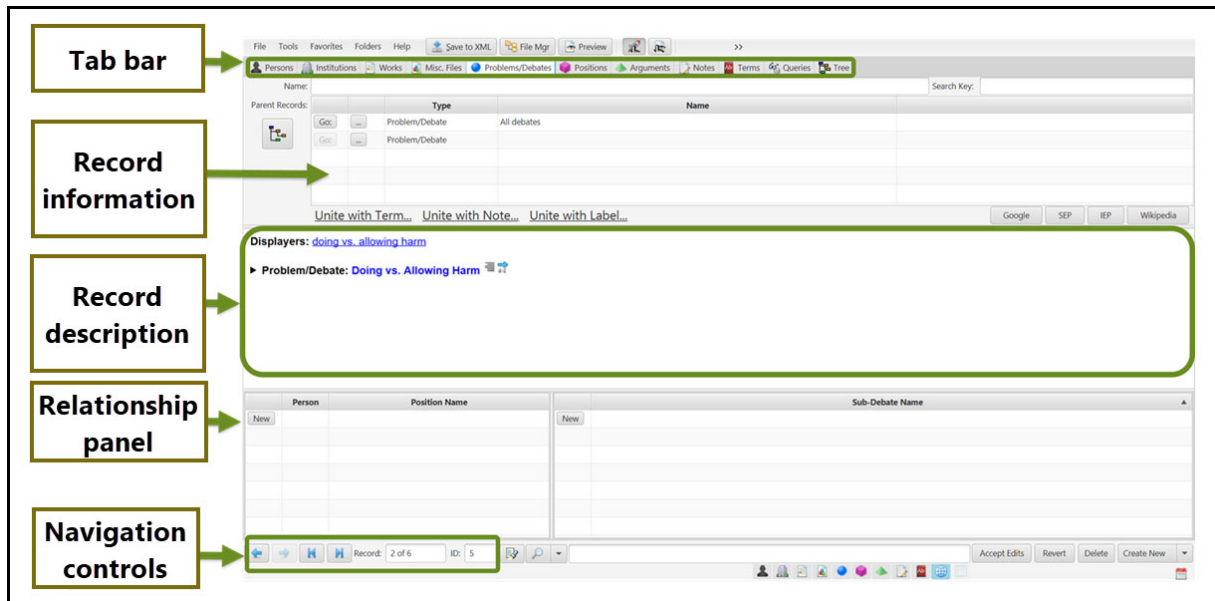 Tab bar
File Tools Favorites Folders Help Save to XML File Mgr Preview >>
Persons Institutions Works Misc. Files Problems/Debates Positions Arguments Notes Terms Queries Tree
Name: Search Key:
Parent Records: Type Name
Go: ... Problem/Debate All debates
Go: ... Problem/Debate
Record
information
Unite with Term... Unite with Note... Unite with Label... Google SEP IEP Wikipedia
Displayers: doing vs. allowing harm
Problem/Debate: Doing vs. Allowing Harm
Record
description
Relationship
panel
Person Position Name Sub-Debate Name
New New
Navigation
controls
Record: 2 of 6 ID: 5 Accept Edits Revert Delete Create New